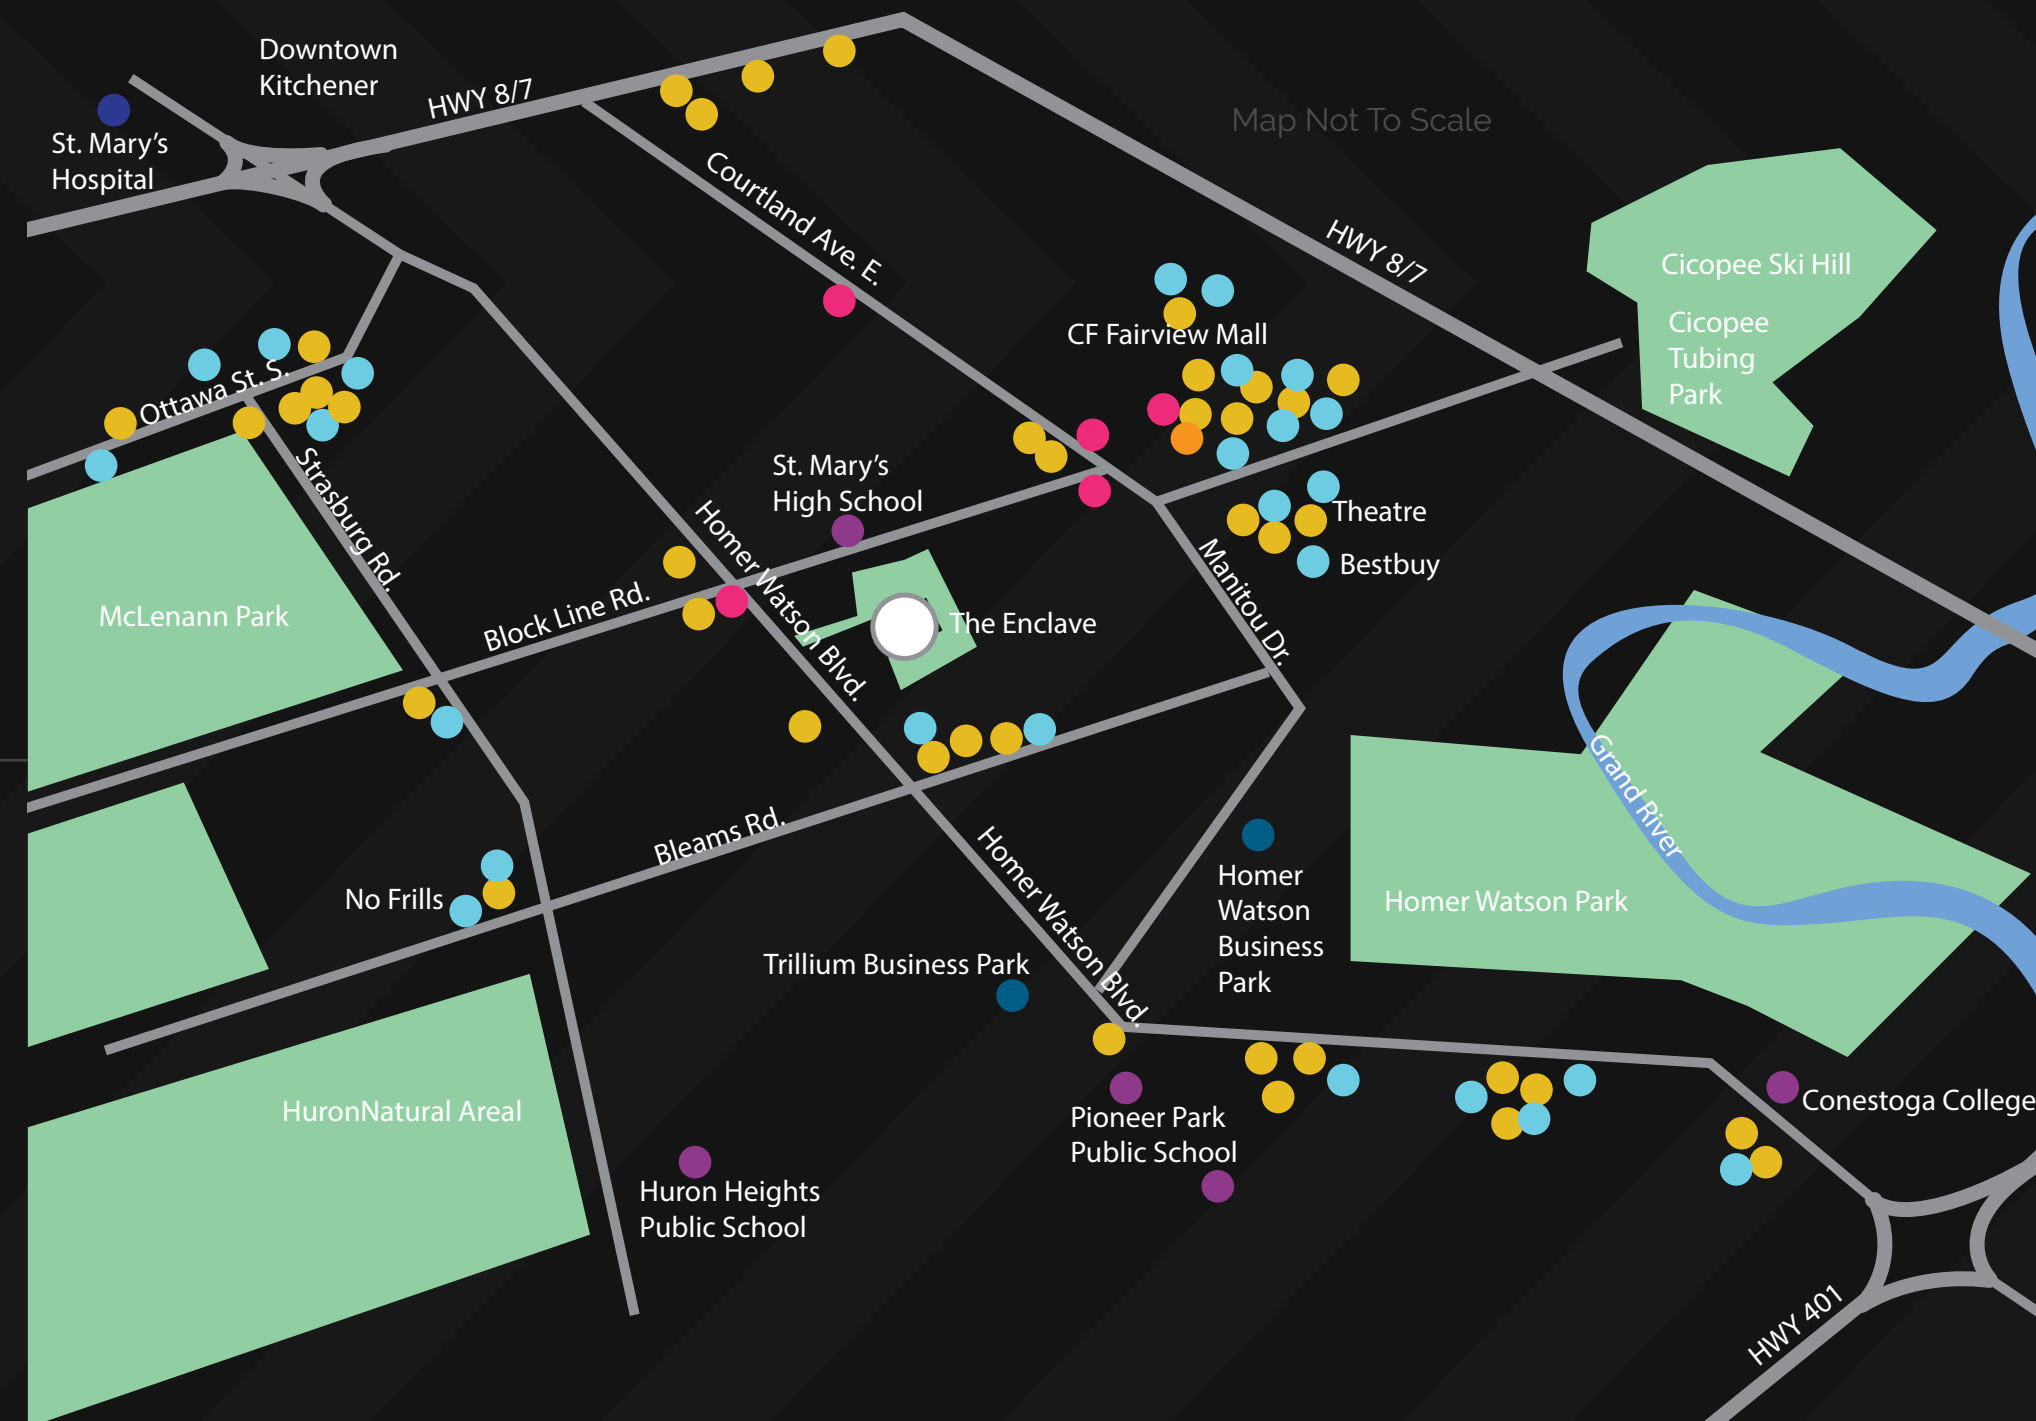 Downtown
Kitchener
HWY 8/7
Map Not To Scale
St. Mary's
Hospital
Courtland Ave. E.
HWY 8/7
Cicopee Ski Hill
Cicopee
Tubing
Park
CF Fairview Mall
Ottawa St. S.
Strasburg Rd.
St. Mary's
High School
Homer Watson Blvd.
Theatre
Bestbuy
Manitou Dr.
McLenann Park
Block Line Rd.
The Enclave
Grand River
Bleams Rd.
Homer Watson Blvd.
No Frills
Homer
Watson
Business
Park
Homer Watson Park
Trillium Business Park
HuronNatural Areal
Pioneer Park
Public School
Conestoga College
Huron Heights
Public School
HWY 401